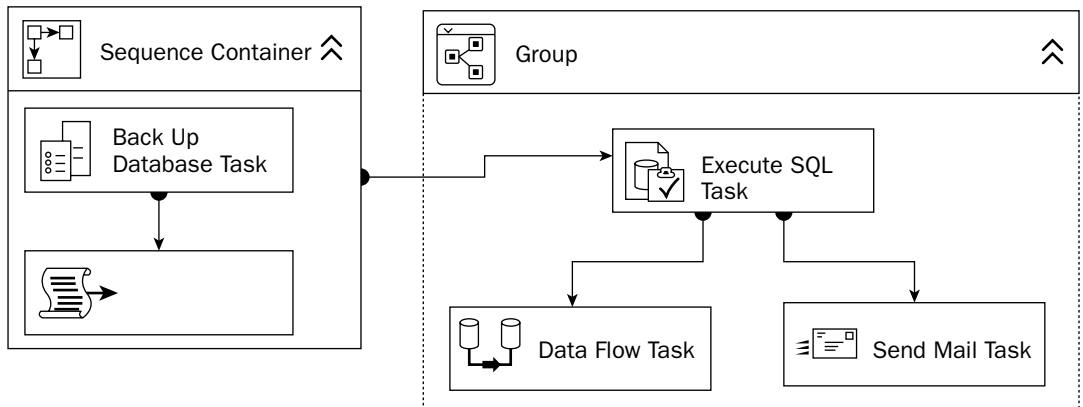 Sequence Container
Group
Back Up
Database Task
Execute SQL
Task
Data Flow Task
Send Mail Task